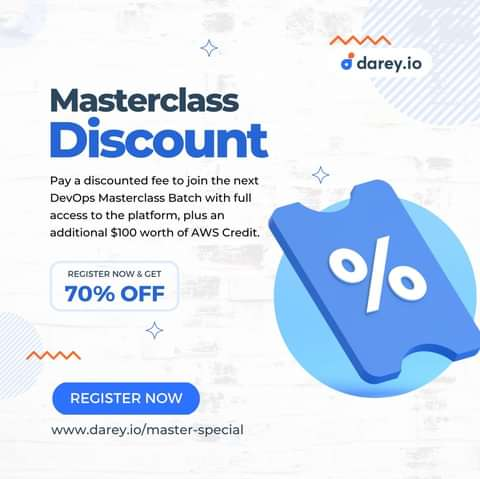 darey.io
Masterclass
Discount
Pay a discounted fee to join the next
DevOps Masterclass Batch with full
access to the platform, plus an
additional $100 worth of AWS Credit.
REGISTER NOW & GET
70% OFF
%
REGISTER NOW
www.darey.io/master-special